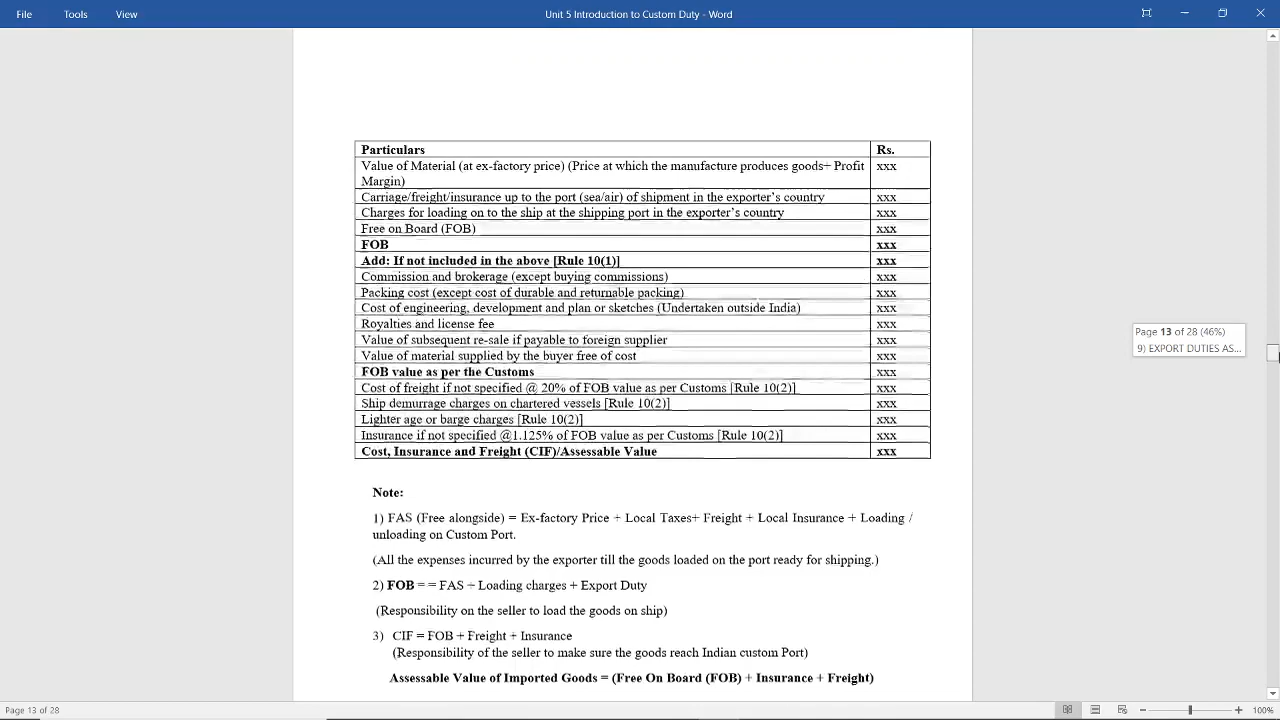 File Tools View Unit 5 Introduction to Custom Duty - Word
Particulars Rs.
Value of Material (at ex-factory price) (Price at which the manufacture produces goods+ Profit xxx
Margin)
Carriage/freight/insurance up to the port (sea/air) of shipment in the exporter's country xxx
Charges for loading on to the ship at the shipping port in the exporter's country xxx
Free on Board (FOB) xxx
FOB xxx
Add: If not included in the above [Rule 10(1)] xxx
Commission and brokerage (except buying commissions) xxx
Packing cost (except cost of durable and returnable packing) xxx
Cost of engineering, development and plan or sketches (Undertaken outside India) xxx
Royalties and license fee xxx
Value of subsequent re-sale if payable to foreign supplier xxx
Value of material supplied by the buyer free of cost xxx
FOB value as per the Customs xxx
Cost of freight if not specified @ 20% of FOB value as per Customs [Rule 10(2)] xxx
Ship demurrage charges on chartered vessels [Rule 10(2)] xxx
Lighter age or barge charges [Rule 10(2)] xxx
Insurance if not specified @1.125% of FOB value as per Customs [Rule 10(2)] xxx
Cost, Insurance and Freight (CIF)/Assessable Value xxx
Page 13 of 28 (46%)
9) EXPORT DUTIES AS...
Note:
1) FAS (Free alongside) = Ex-factory Price + Local Taxes+ Freight + Local Insurance + Loading /
unloading on Custom Port.
(All the expenses incurred by the exporter till the goods loaded on the port ready for shipping.)
2) FOB = = FAS + Loading charges + Export Duty
(Responsibility on the seller to load the goods on ship)
3) CIF = FOB + Freight + Insurance
(Responsibility of the seller to make sure the goods reach Indian custom Port)
Assessable Value of Imported Goods = (Free On Board (FOB) + Insurance + Freight)
Page 13 of 28 100%